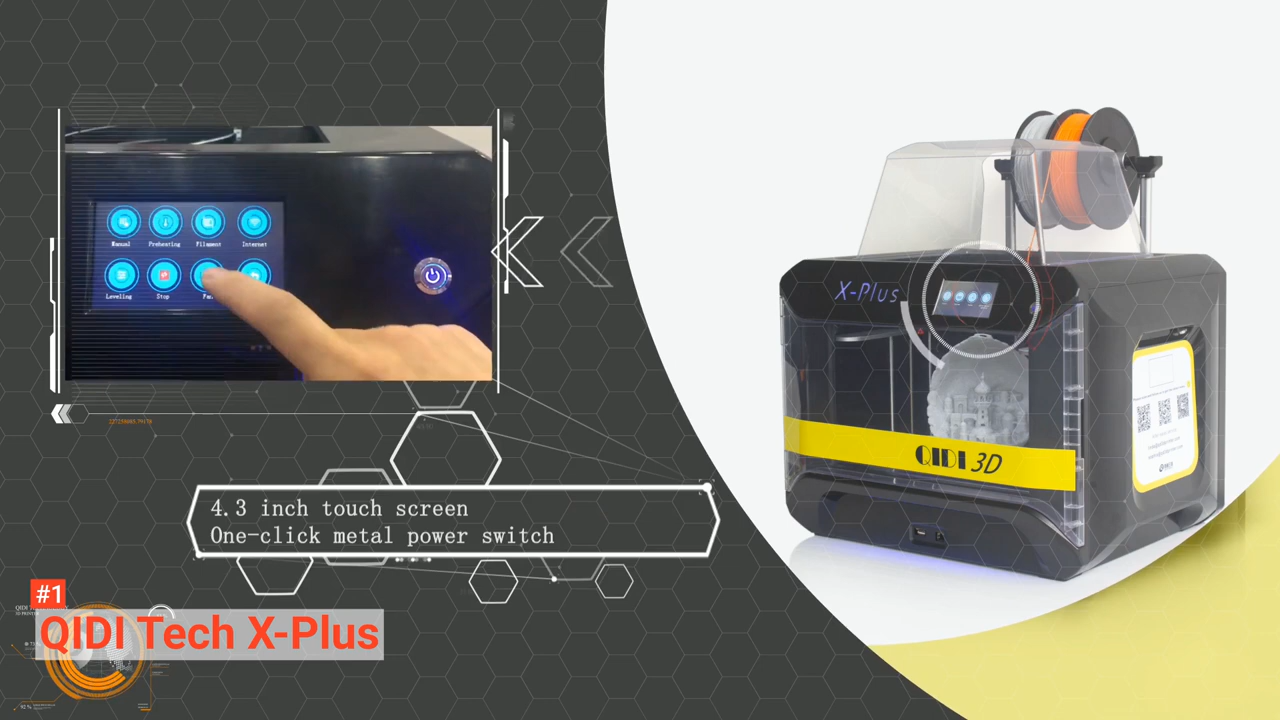 Manual Preheating Filament Internet
Leveling Stop
X-Plus
QIDI 3D
4.3 inch touch screen
One-click metal power switch
#1
QIDI Tech X-Plus